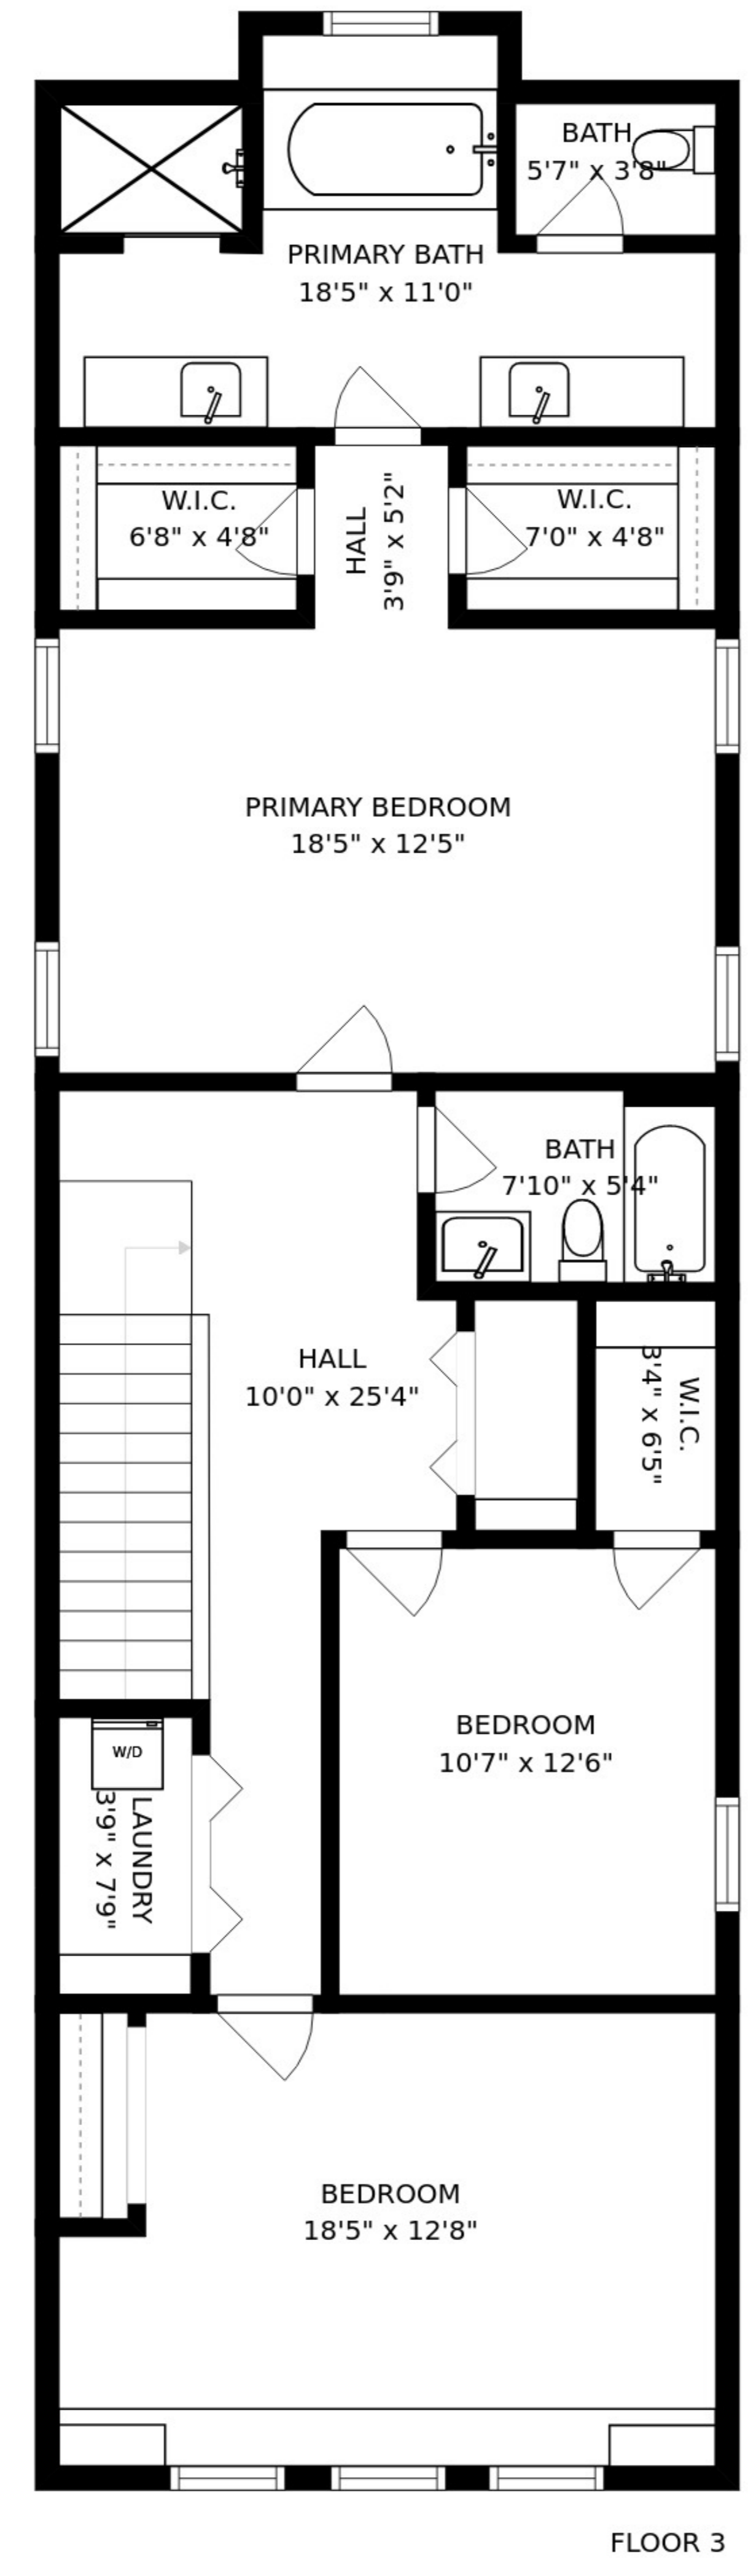 BATH
5'7" x 3'8"
PRIMARY BATH
18'5" x 11'0"
W.I.C.
6'8" x 4'8"
HALL
3'9" x 5'2"
W.I.C.
7'0" x 4'8"
PRIMARY BEDROOM
18'5" x 12'5"
BATH
7'10" x 5'4"
HALL
10'0" x 25'4"
W.I.C.
3'4" x 6'5"
BEDROOM
10'7" x 12'6"
W/D
LAUNDRY
3'9" x 7'9"
BEDROOM
18'5" x 12'8"
FLOOR 3